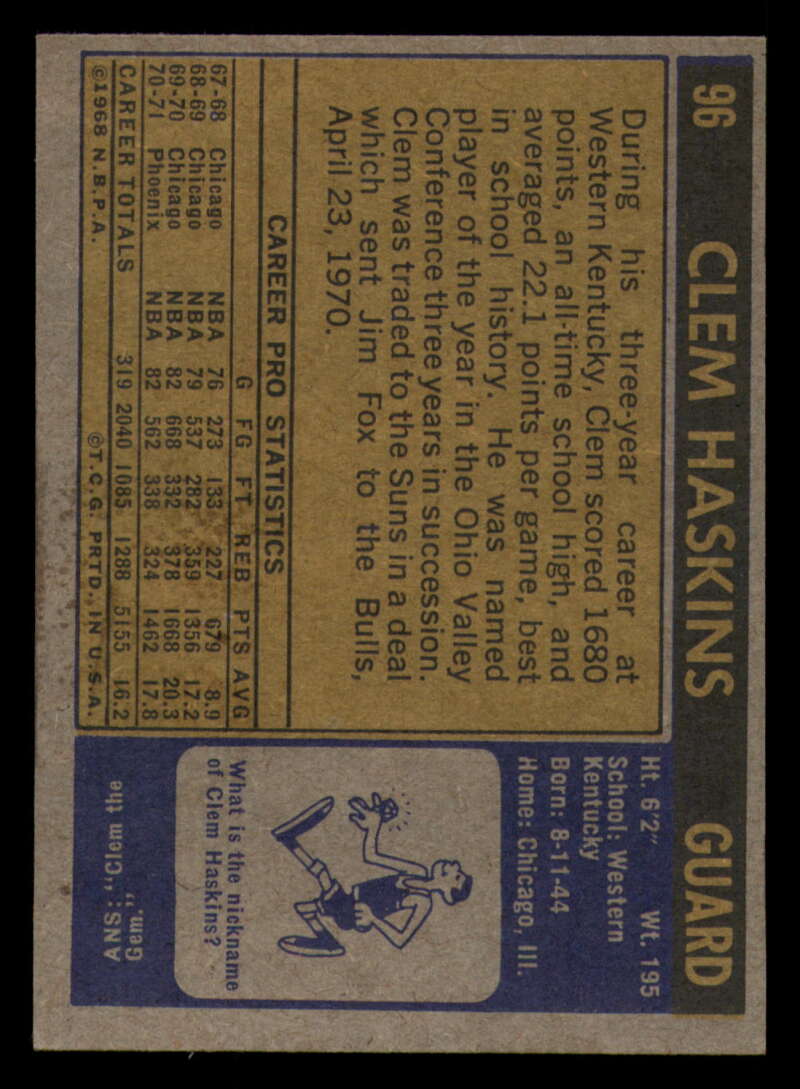 96 CLEM HASKINS GUARD
During his three-year career at
Western Kentucky, Clem scored 1680
points, an all-time school high, and
averaged 22.1 points per game, best
in school history. He was named
player of the year in the Ohio Valley
Conference three years in succession.
Clem was traded to the Suns in a deal
which sent Jim Fox to the Bulls,
April 23, 1970.
CAREER PRO STATISTICS
G FG FT REB PTS AVG
67-68 Chicago NBA 76 273 133 227 679 8.9
68-69 Chicago NBA 79 537 282 359 1356 17.2
69-70 Chicago NBA 82 668 332 378 1668 20.3
70-71 Phoenix NBA 82 562 338 324 1462 17.8
CAREER TOTALS 319 2040 1085 1288 5155 16.2
©1968 N.B.P.A. ©T.C.G. PRTD. IN U.S.A.
Ht. 6'2" Wt. 195
School: Western
Kentucky
Born: 8-11-44
Home: Chicago, Ill.
What is the nickname
of Clem Haskins?
ANS: "Clem the
Gem."